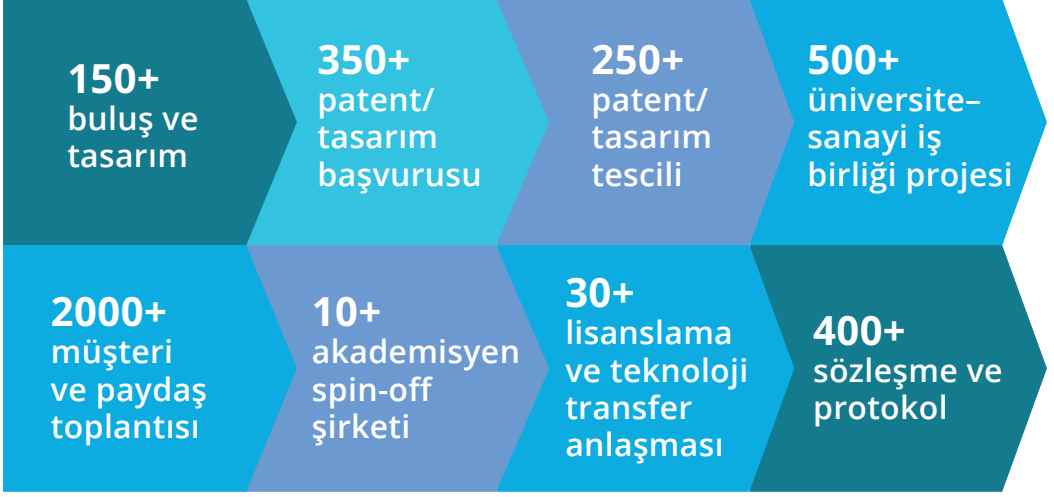 150+
buluş ve
tasarım
350+
patent/
tasarım
başvurusu
250+
patent/
tasarım
tescili
500+
üniversite–
sanayi iş
birliği projesi
2000+
müşteri
ve paydaş
toplantısı
10+
akademisyen
spin-off
şirketi
30+
lisanslama
ve teknoloji
transfer
anlaşması
400+
sözleşme ve
protokol